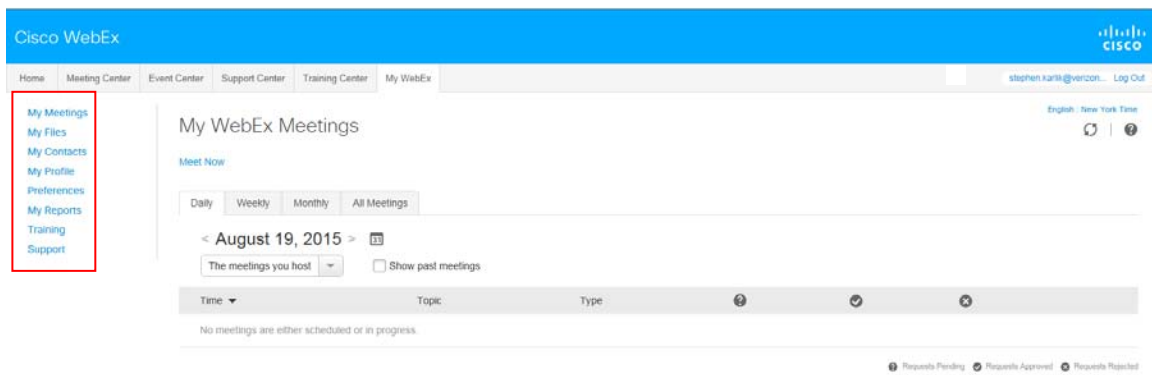 Cisco WebEx
CISCO
Home Meeting Center Event Center Support Center Training Center My WebEx
stephen.karlik@verizon... Log Out
My Meetings
My Files
My Contacts
My Profile
Preferences
My Reports
Training
Support
English : New York Time
My WebEx Meetings
Meet Now
Daily Weekly Monthly All Meetings
< August 19, 2015 > 31
The meetings you host Show past meetings
Time Topic Type
No meetings are either scheduled or in progress.
Requests Pending Requests Approved Requests Rejected